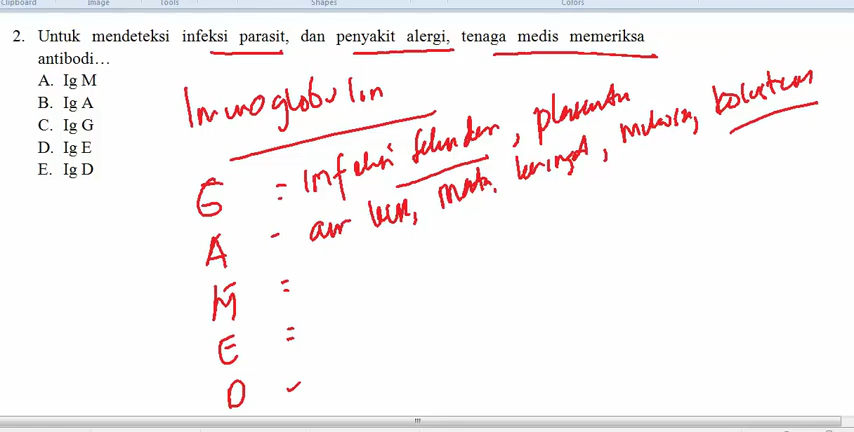 Clipboard Image Tools Shapes Colors
2. Untuk mendeteksi infeksi parasit, dan penyakit alergi, tenaga medis memeriksa
antibodi…
A. Ig M
B. Ig A
C. Ig G
D. Ig E
E. Ig D
Imunoglobulin
G = infeksi sekunder, plasenta
A - air liur, mata, keringat, mukosa, kolostrum
M =
E =
D